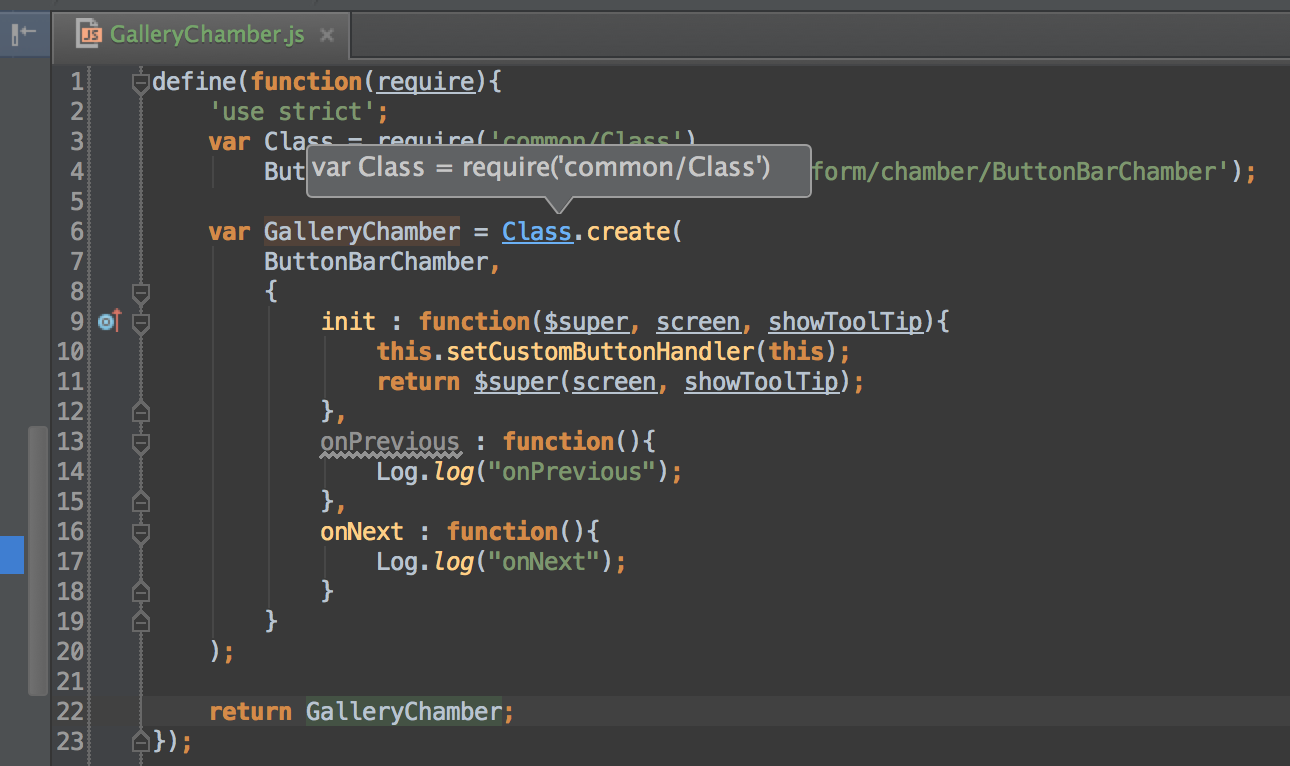 GalleryChamber.js
1 define(function(require){
2 'use strict';
3 var Class = require('common/Class')
var Class = require('common/Class')
4 But form/chamber/ButtonBarChamber');
5
6 var GalleryChamber = Class.create(
7 ButtonBarChamber,
8 {
9 init : function($super, screen, showToolTip){
10 this.setCustomButtonHandler(this);
11 return $super(screen, showToolTip);
12 },
13 onPrevious : function(){
14 Log.log("onPrevious");
15 },
16 onNext : function(){
17 Log.log("onNext");
18 }
19 }
20 );
21
22 return GalleryChamber;
23 });